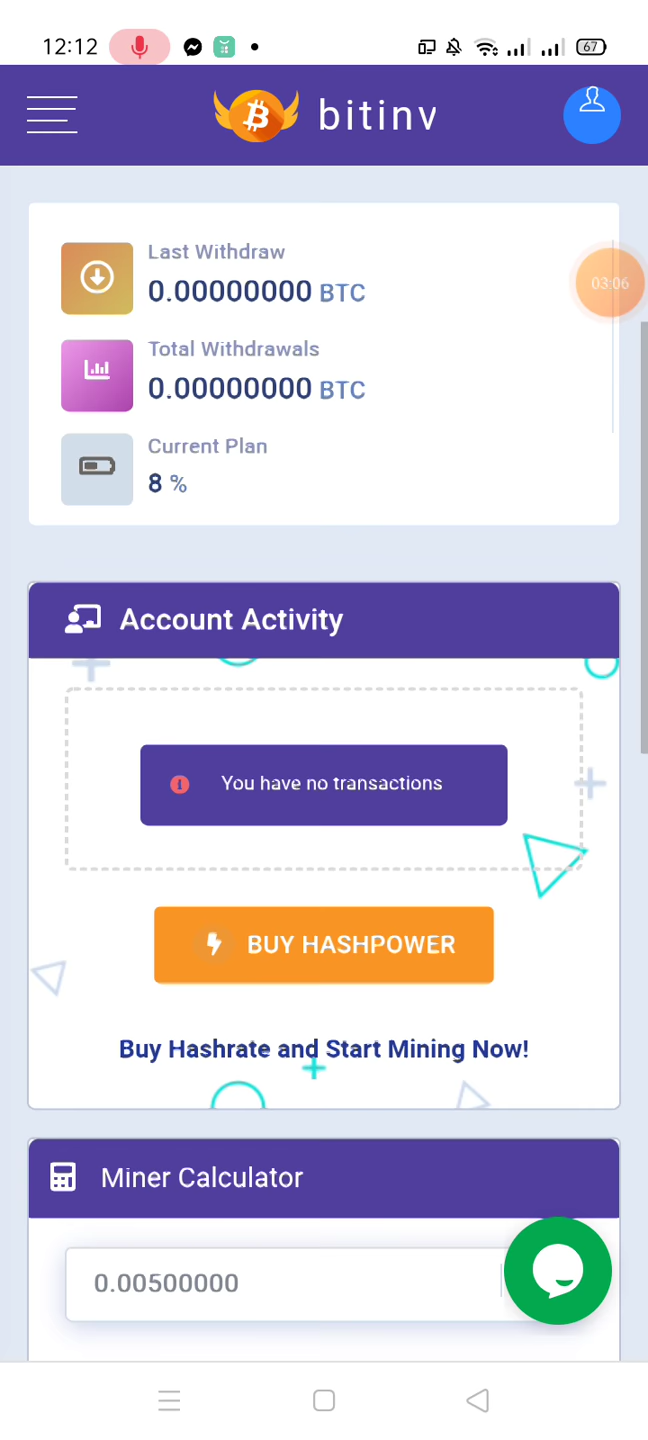 12:12
67
bitinv
Last Withdraw
0.00000000 BTC
03:06
Total Withdrawals
0.00000000 BTC
Current Plan
8 %
Account Activity
You have no transactions
BUY HASHPOWER
Buy Hashrate and Start Mining Now!
Miner Calculator
0.00500000